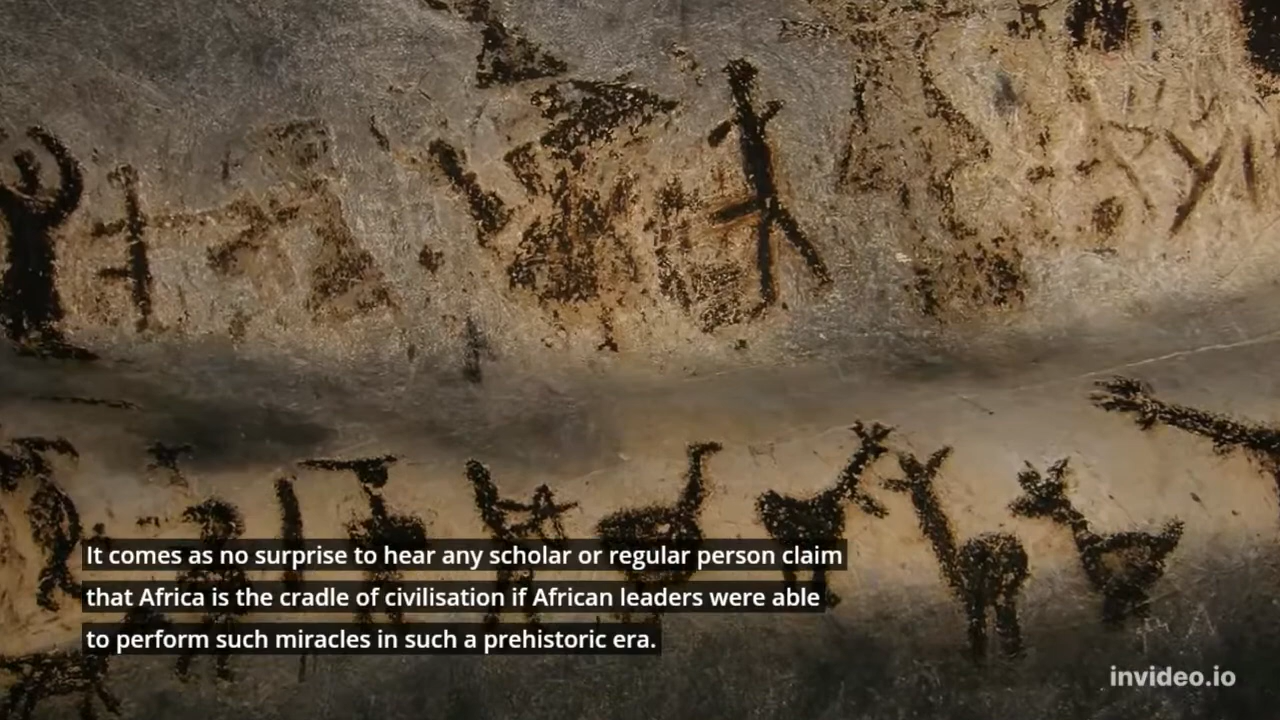 It comes as no surprise to hear any scholar or regular person claim
that Africa is the cradle of civilisation if African leaders were able
to perform such miracles in such a prehistoric era.
invideo.io